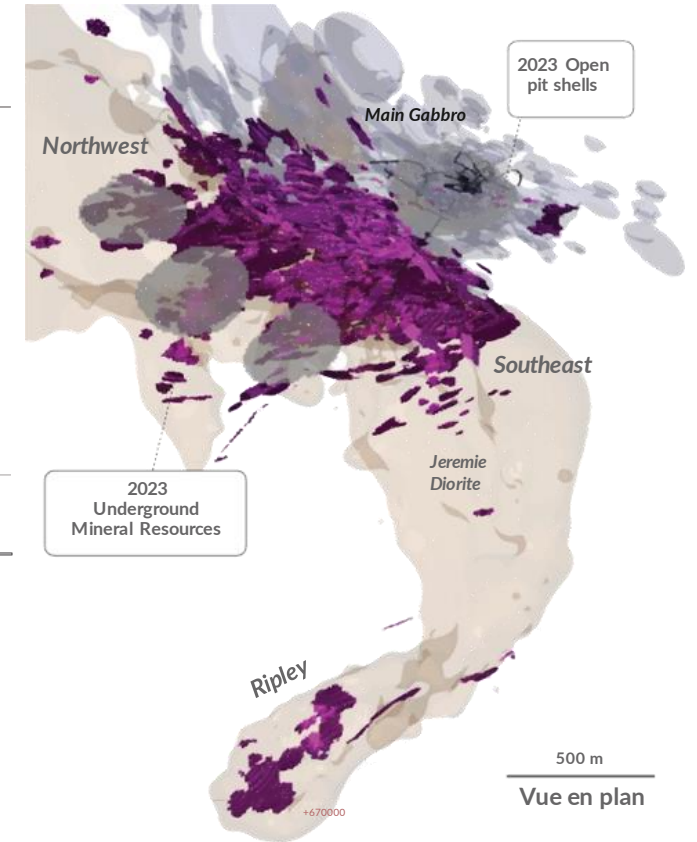 2023 Open
pit shells
Main Gabbro
Northwest
Southeast
Jeremie
Diorite
2023
Underground
Mineral Resources
Ripley
500 m
Vue en plan
+670000